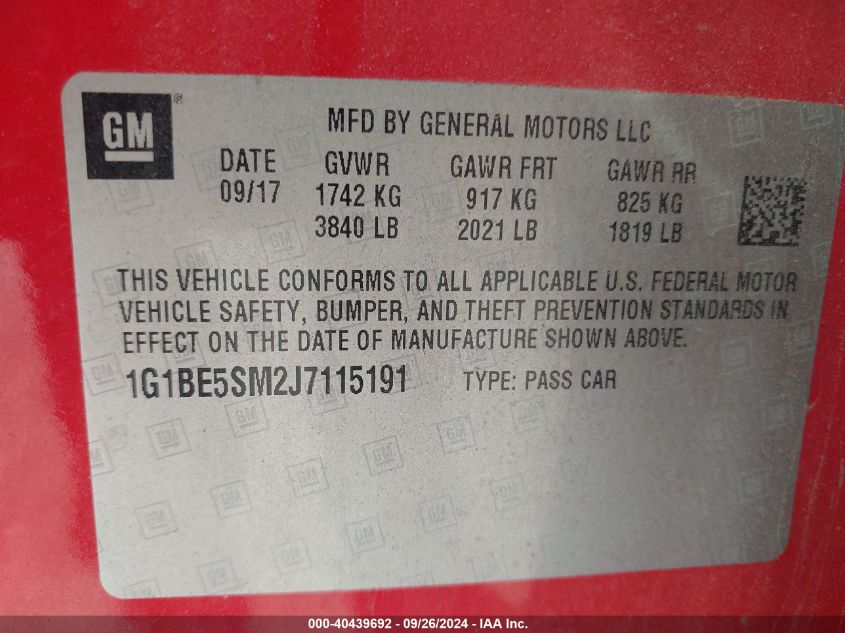 GM®
MFD BY GENERAL MOTORS LLC
DATE GVWR GAWR FRT GAWR RR
09/17 1742 KG 917 KG 825 KG
3840 LB 2021 LB 1819 LB
THIS VEHICLE CONFORMS TO ALL APPLICABLE U.S. FEDERAL MOTOR
VEHICLE SAFETY, BUMPER, AND THEFT PREVENTION STANDARDS IN
EFFECT ON THE DATE OF MANUFACTURE SHOWN ABOVE.
1G1BE5SM2J7115191 TYPE: PASS CAR
000-40439692 - 09/26/2024 - IAA Inc.